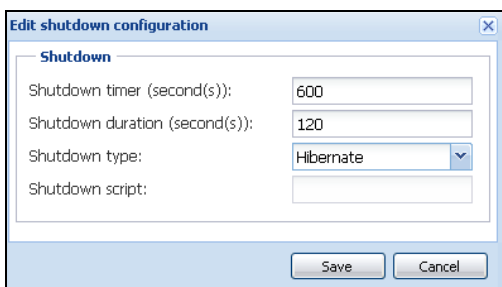 Edit shutdown configuration
Shutdown
Shutdown timer (second(s)): 600
Shutdown duration (second(s)): 120
Shutdown type: Hibernate
Shutdown script:
Save Cancel